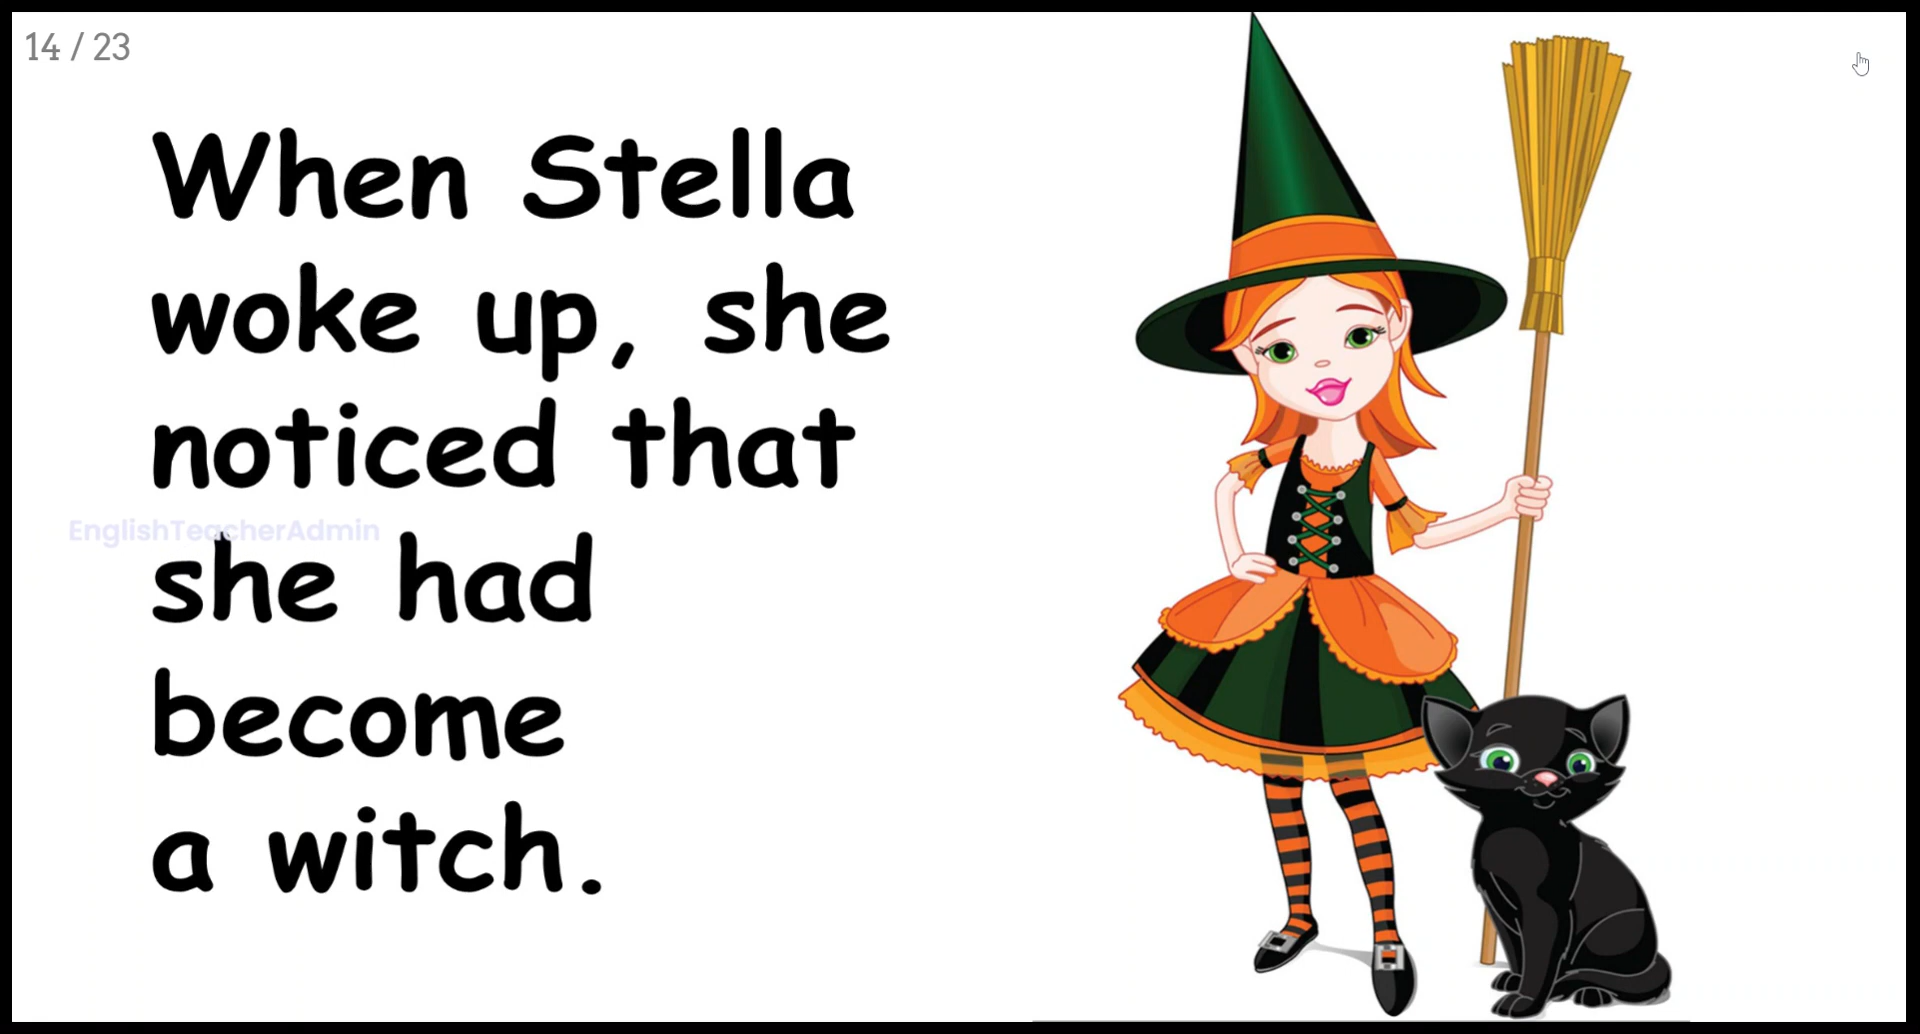 14 / 23
When Stella
woke up, she
noticed that
EnglishTeacherAdmin
she had
become
a witch.